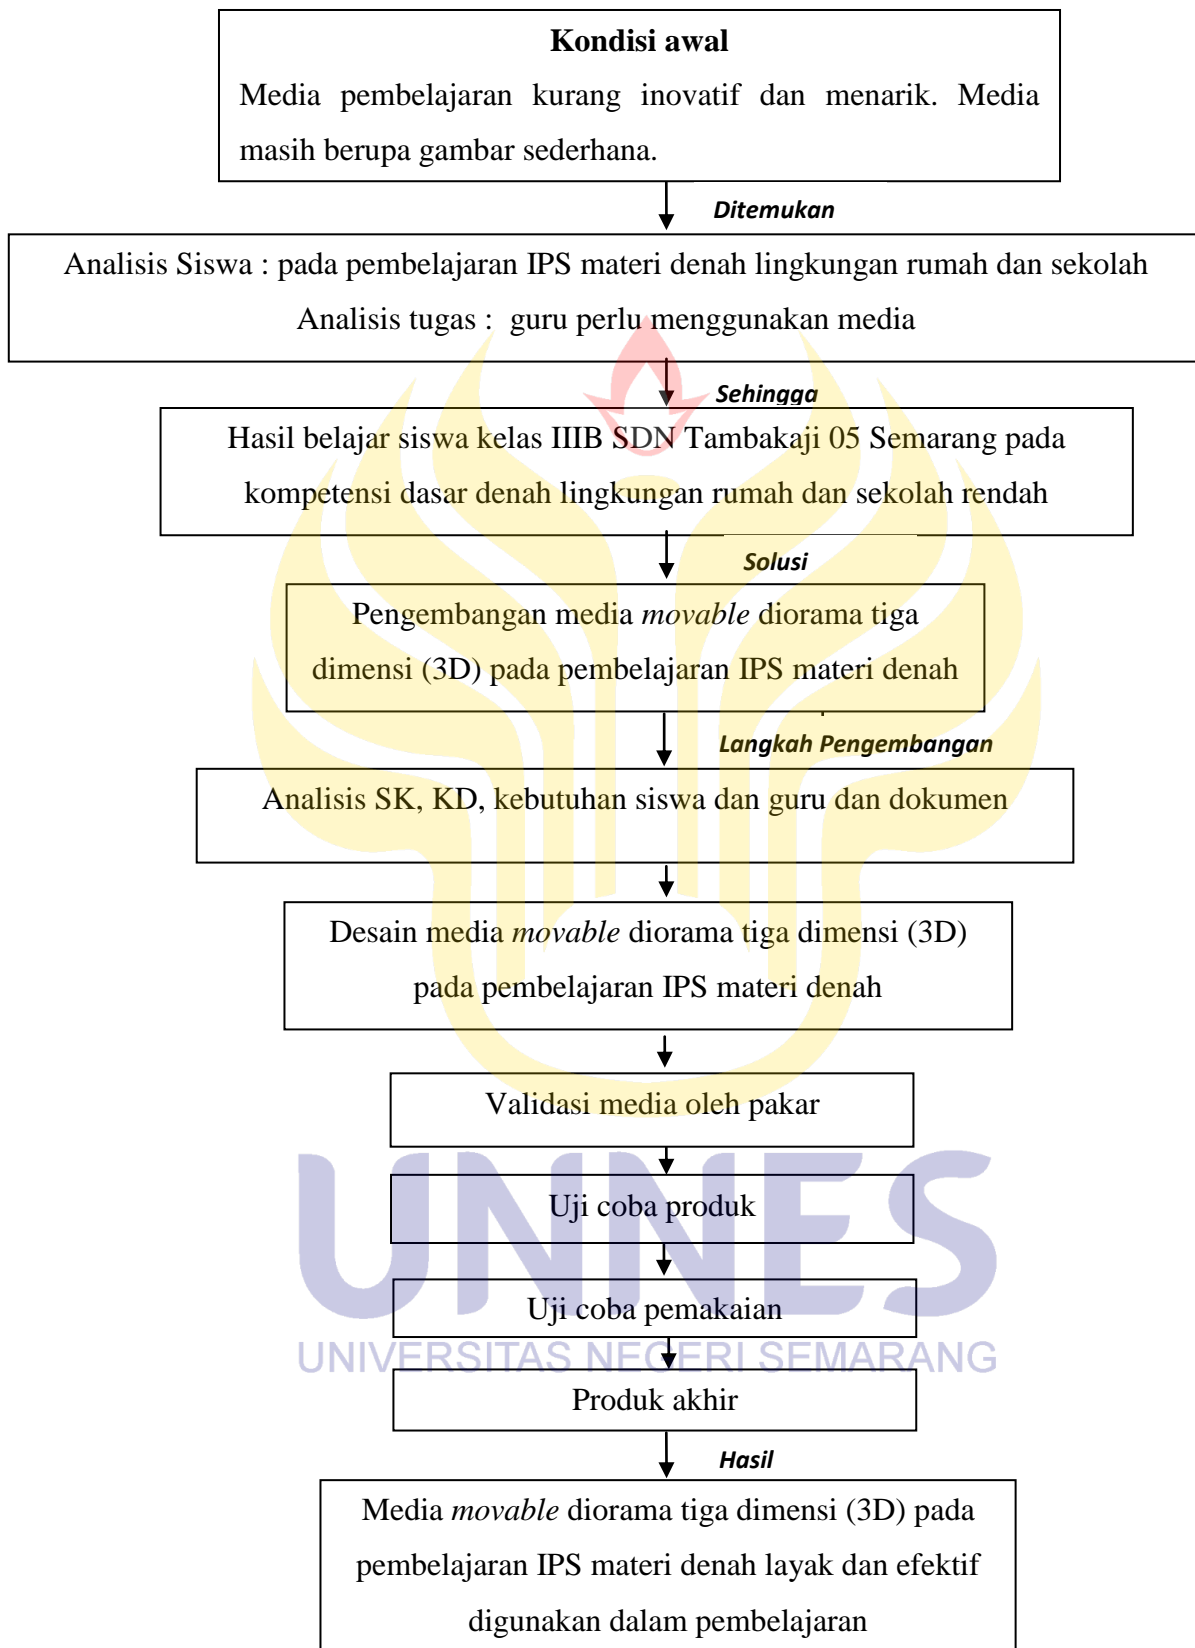 Kondisi awal
Media pembelajaran kurang inovatif dan menarik. Media
masih berupa gambar sederhana.
Ditemukan
Analisis Siswa : pada pembelajaran IPS materi denah lingkungan rumah dan sekolah
Analisis tugas : guru perlu menggunakan media
Sehingga
Hasil belajar siswa kelas IIIB SDN Tambakaji 05 Semarang pada
kompetensi dasar denah lingkungan rumah dan sekolah rendah
Solusi
Pengembangan media movable diorama tiga
dimensi (3D) pada pembelajaran IPS materi denah
Langkah Pengembangan
Analisis SK, KD, kebutuhan siswa dan guru dan dokumen
Desain media movable diorama tiga dimensi (3D)
pada pembelajaran IPS materi denah
Validasi media oleh pakar
UNNES
Uji coba produk
Uji coba pemakaian
UNIVERSITAS NEGERI SEMARANG
Produk akhir
Hasil
Media movable diorama tiga dimensi (3D) pada
pembelajaran IPS materi denah layak dan efektif
digunakan dalam pembelajaran